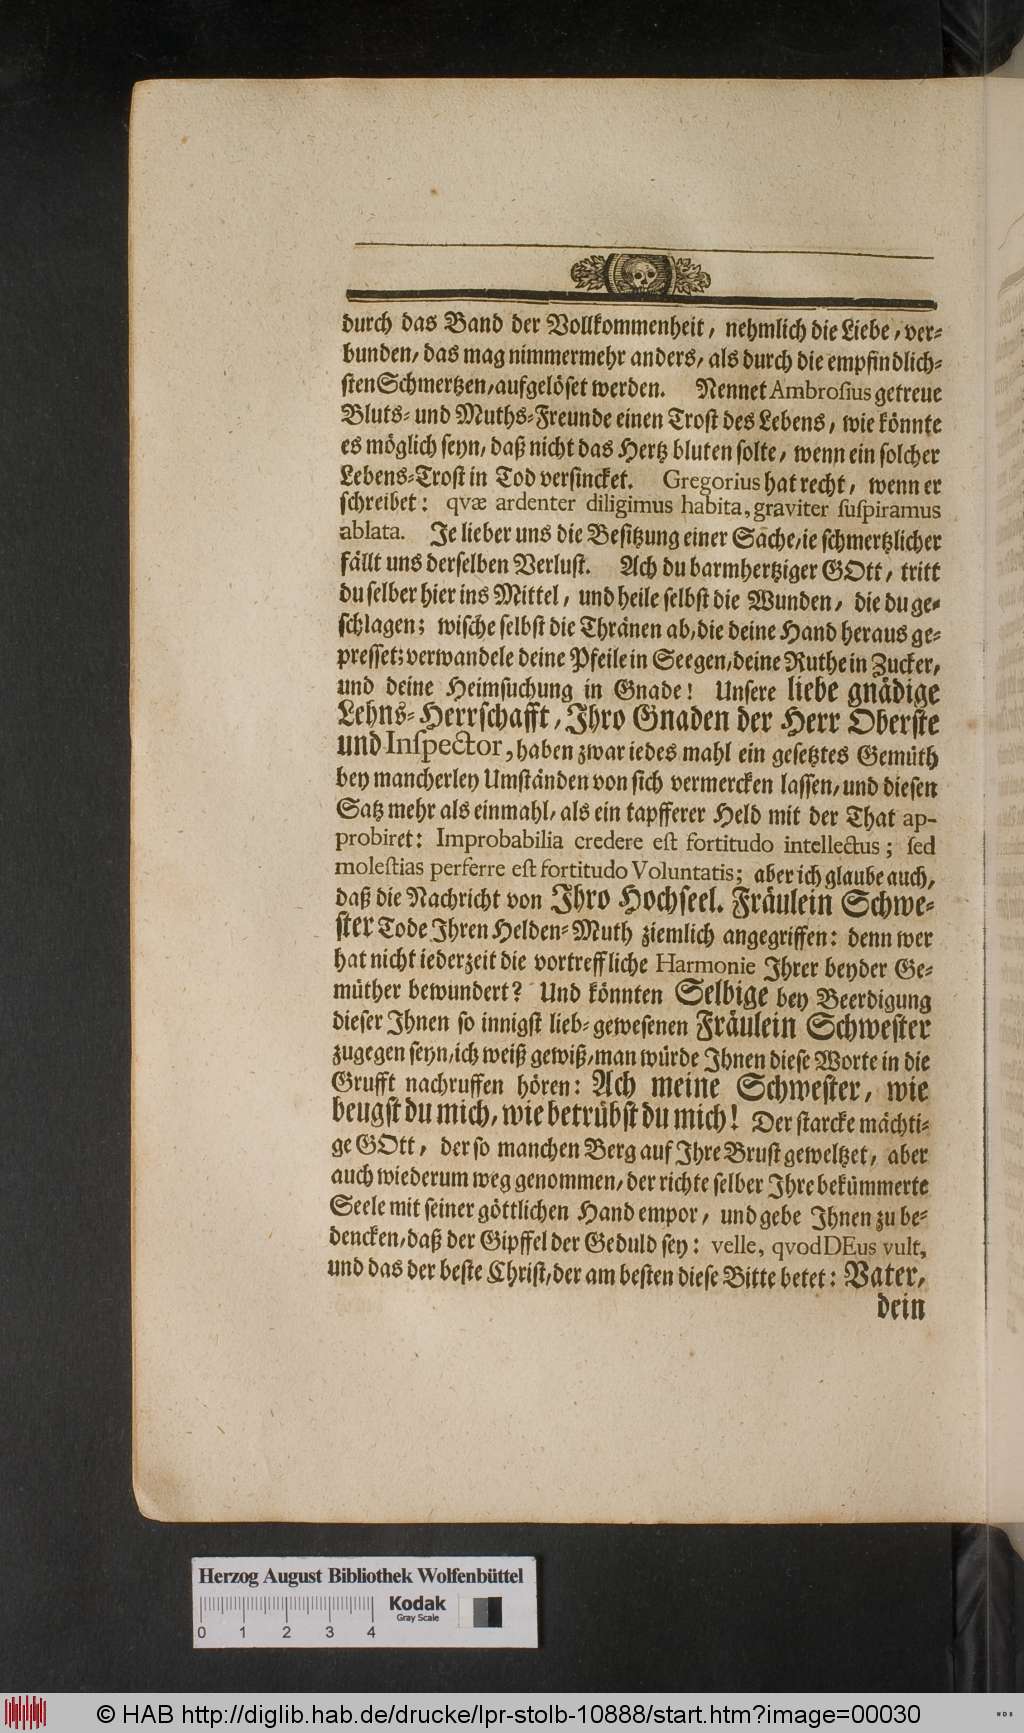 durch das Band der Vollkommenheit, nehmlich die Liebe, ver-
bunden, das mag nimmermehr anders, als durch die empfindlich-
sten Schmertzen, aufgelöset werden. Nennet Ambrosius getreue
Bluts- und Muths-Freunde einen Trost des Lebens, wie könnte
es möglich seyn, daß nicht das Hertz bluten solte, wenn ein solcher
Lebens-Trost in Tod versincket. Gregorius hat recht, wenn er
schreibet: qvæ ardenter diligimus habita, graviter suspiramus
ablata. Je lieber uns die Besitzung einer Sache, ie schmertzlicher
fällt uns derselben Verlust. Ach du barmhertziger GOtt, tritt
du selber hier ins Mittel, und heile selbst die Wunden, die du ge-
schlagen; wische selbst die Thränen ab, die deine Hand heraus ge-
presset; verwandele deine Pfeile in Seegen, deine Ruthe in Zucker,
und deine Heimsuchung in Gnade! Unsere liebe gnädige
Lehns-Herrschafft, Ihro Gnaden der Herr Oberste
und Inspector, haben zwar iedes mahl ein gesetztes Gemüth
bey mancherley Umständen von sich vermercken lassen, und diesen
Satz mehr als einmahl, als ein tapfferer Held mit der That ap-
probiret: Improbabilia credere est fortitudo intellectus; sed
molestias perferre est fortitudo Voluntatis; aber ich glaube auch,
daß die Nachricht von Ihro Hochseel. Fräulein Schwe-
ster Tode Ihren Helden-Muth ziemlich angegriffen: denn wer
hat nicht iederzeit die vortreffliche Harmonie Ihrer beyder Ge-
müther bewundert? Und könnten Selbige bey Beerdigung
dieser Ihnen so innigst lieb-gewesenen Fräulein Schwester
zugegen seyn, ich weiß gewiß, man würde Ihnen diese Worte in die
Grufft nachruffen hören: Ach meine Schwester, wie
beugst du mich, wie betrübst du mich! Der starcke mächti-
ge GOtt, der so manchen Berg auf Ihre Brust geweltzet, aber
auch wiederum weg genommen, der richte selber Ihre bekümmerte
Seele mit seiner göttlichen Hand empor, und gebe Ihnen zu be-
dencken, daß der Gipffel der Geduld sey: velle, qvod DEus vult,
und das der beste Christ, der am besten diese Bitte betet: Vater,
dein
Herzog August Bibliothek Wolfenbüttel
Kodak
Gray Scale
0 1 2 3 4
© HAB http://diglib.hab.de/drucke/lpr-stolb-10888/start.htm?image=00030